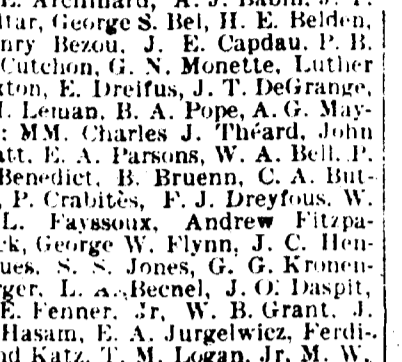 Archinard, A. J. Babin, J. P.
ltar, George S. Bel, H. E. Belden,
nry Bezou, J. E. Capdau, P. B.
Cutchon, G. N. Monette, Luther
xton, E. Dreifus, J. T. DeGrange,
I. Leman, B. A. Pope, A. G. May-
: MM. Charles J. Théard, John
att, E. A. Parsons, W. A. Bell, P.
Benedict, B. Bruenn, C. A. But-
, P. Crabitès, F. J. Dreyfous, W.
L. Fayssoux, Andrew Fitzpa-
ck, George W. Flynn, J. C. Hen-
ques, S. S. Jones, G. G. Kronen-
rger, L. A. Becnel, J. O. Daspit,
E. Fenner, Jr, W. B. Grant, J.
Hasam, E. A. Jurgelwicz, Ferdi-
nd Katz, T. M. Logan, Jr, M. W.